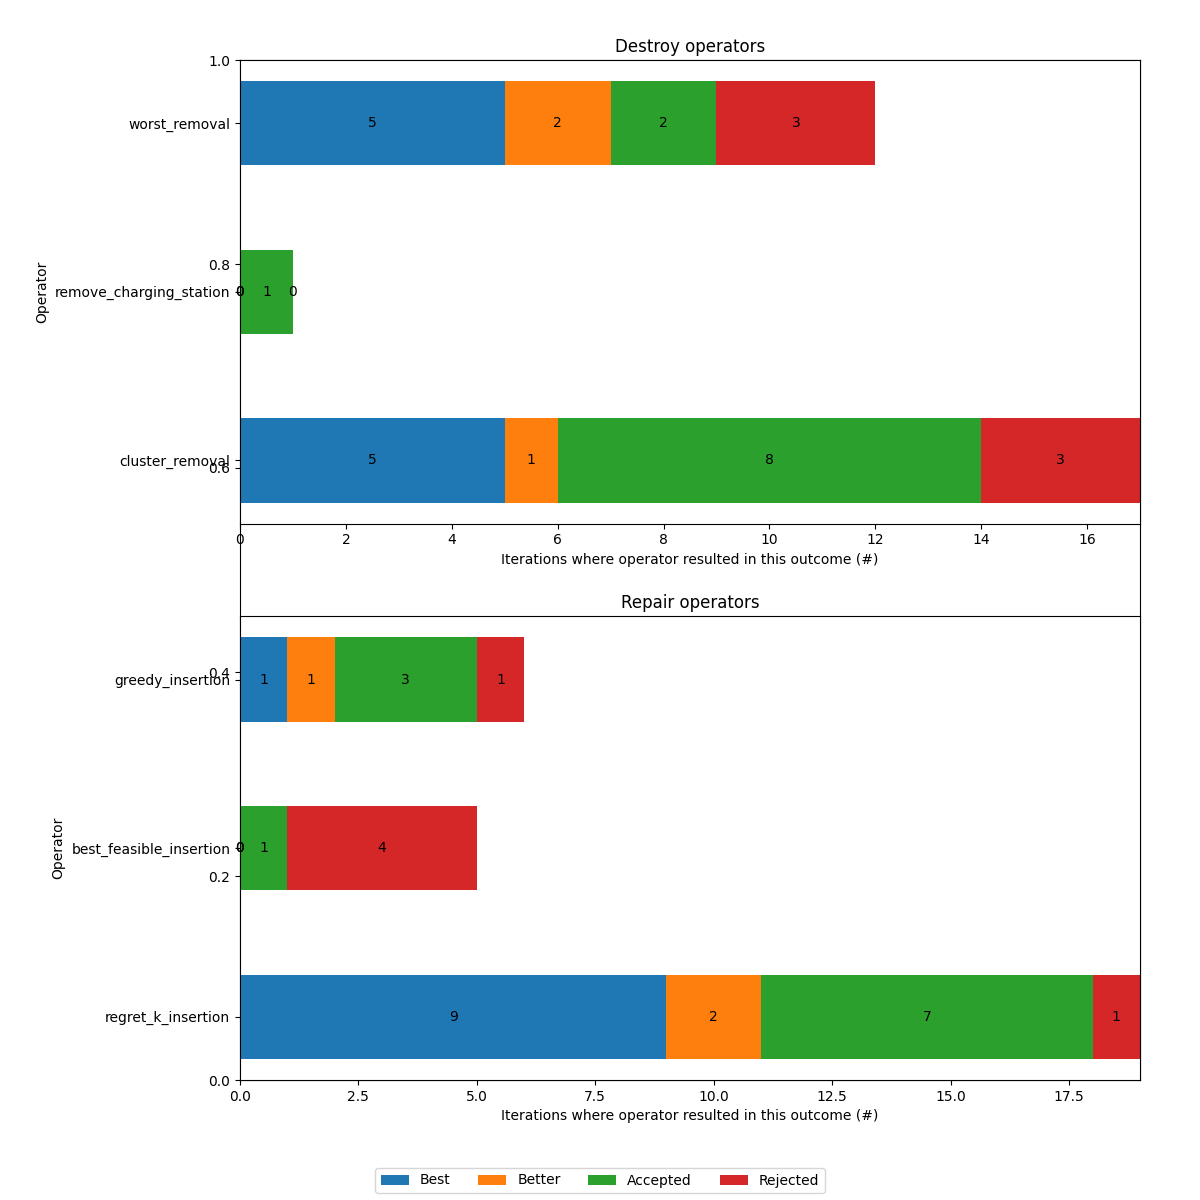 Destroy operators
1.0
worst_removal
5 2 2 3
0.8
Operator
remove_charging_station
0 0 1 0
cluster_removal
5 1 8 3
0.6
0 2 4 6 8 10 12 14 16
Iterations where operator resulted in this outcome (#)
Repair operators
0.4
greedy_insertion
1 1 3 1
Operator
best_feasible_insertion
0 0 1 4
0.2
regret_k_insertion
9 2 7 1
0.0
0.0 2.5 5.0 7.5 10.0 12.5 15.0 17.5
Iterations where operator resulted in this outcome (#)
Best Better Accepted Rejected